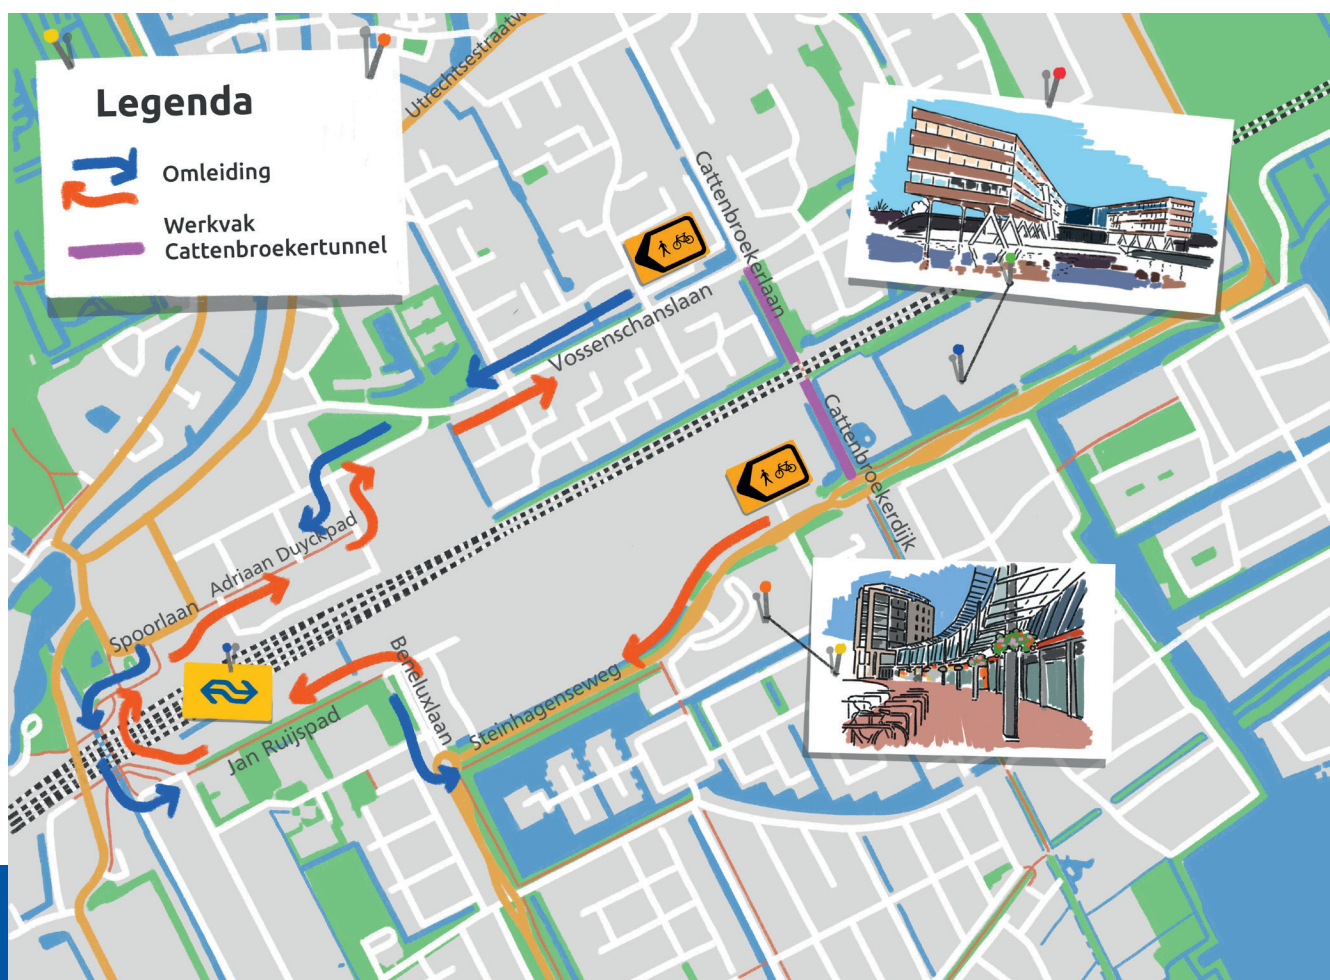 Legenda
Omleiding
Werkvak
Cattenbroekertunnel
Utrechtsestraatw
Cattenbroekerlaan
Vossenschanslaan
Cattenbroekerdijk
Adriaan Duyckpad
Spoorlaan
Beneluxlaan
Steinhagenseweg
Jan Ruijspad